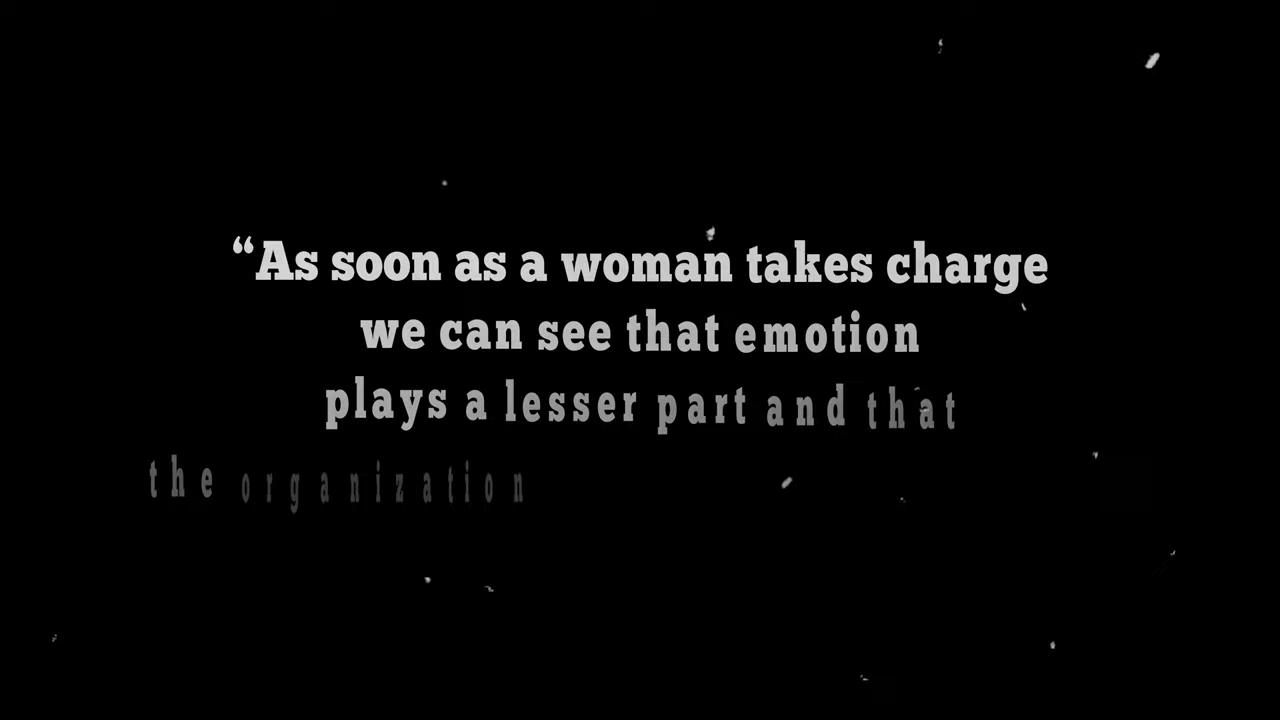 “As soon as a woman takes charge
we can see that emotion
plays a lesser part and that
the organization